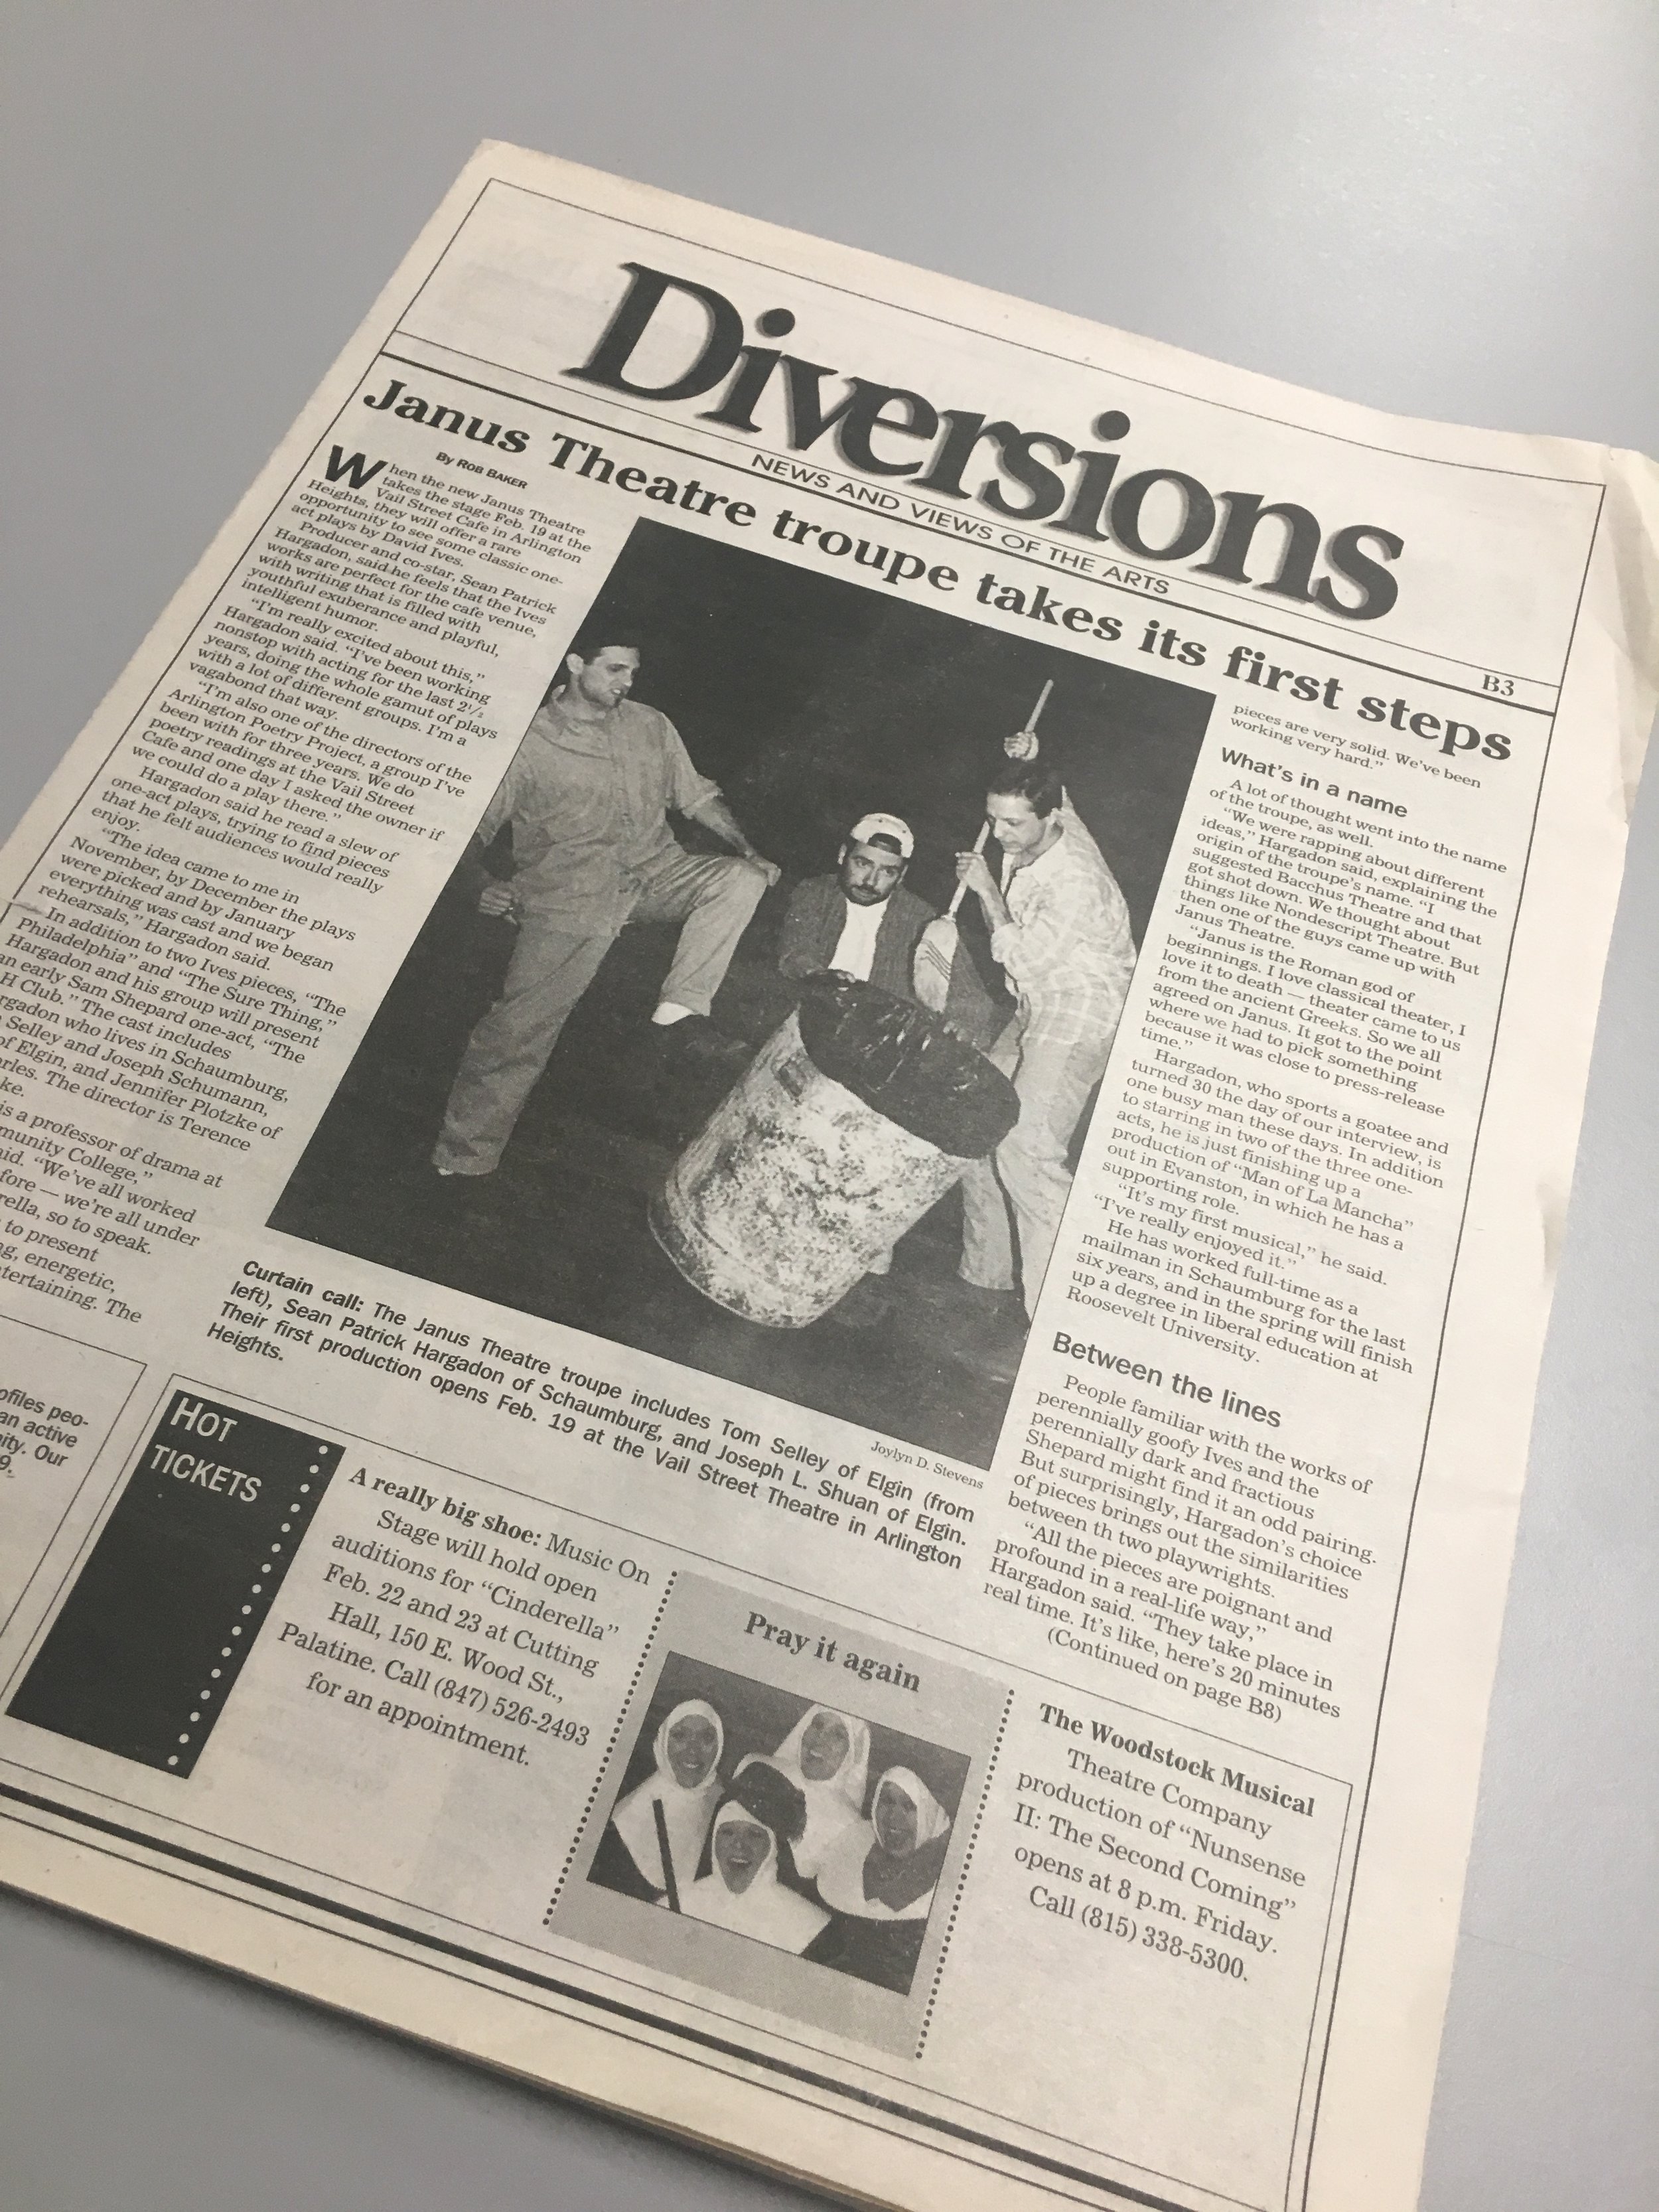 Diversions
NEWS AND VIEWS OF THE ARTS
B3
Janus Theatre troupe takes its first steps
By Rob Baker
When the new Janus Theatre
takes the stage Feb. 19 at the
Vail Street Cafe in Arlington
Heights, they will offer a rare
opportunity to see some classic one-
act plays by David Ives.
Producer and co-star, Sean Patrick
Hargadon, said he feels that the Ives
works are perfect for the cafe venue,
with writing that is filled with
youthful exuberance and playful,
intelligent humor.
"I'm really excited about this,"
Hargadon said. "I've been working
nonstop with acting for the last 2½
years, doing the whole gamut of plays
with a lot of different groups. I'm a
vagabond that way.
"I'm also one of the directors of the
Arlington Poetry Project, a group I've
been with for three years. We do
poetry readings at the Vail Street
Cafe and one day I asked the owner if
we could do a play there."
Hargadon said he read a slew of
one-act plays, trying to find pieces
that he felt audiences would really
enjoy.
"The idea came to me in
November, by December the plays
were picked and by January
everything was cast and we began
rehearsals," Hargadon said.
In addition to two Ives pieces, "The
Philadelphia" and "The Sure Thing,"
Hargadon and his group will present
an early Sam Shepard one-act, "The
H Club." The cast includes
rgadon who lives in Schaumburg,
Selley and Joseph Schumann,
of Elgin, and Jennifer Plotzke of
rles. The director is Terence
ke.
is a professor of drama at
munity College,"
aid. "We've all worked
fore — we're all under
rella, so to speak.
to present
ng, energetic,
tertaining. The
Joylyn D. Stevens
Curtain call: The Janus Theatre troupe includes Tom Selley of Elgin (from
left), Sean Patrick Hargadon of Schaumburg, and Joseph L. Shuan of Elgin.
Their first production opens Feb. 19 at the Vail Street Theatre in Arlington
Heights.
pieces are very solid. We've been
working very hard."
What's in a name
A lot of thought went into the name
of the troupe, as well.
"We were rapping about different
ideas," Hargadon said, explaining the
origin of the troupe's name. "I
suggested Bacchus Theatre and that
got shot down. We thought about
things like Nondescript Theatre. But
then one of the guys came up with
Janus Theatre.
"Janus is the Roman god of
beginnings. I love classical theater, I
love it to death — theater came to us
from the ancient Greeks. So we all
agreed on Janus. It got to the point
where we had to pick something
because it was close to press-release
time."
Hargadon, who sports a goatee and
turned 30 the day of our interview, is
one busy man these days. In addition
to starring in two of the three one-
acts, he is just finishing up a
production of "Man of La Mancha"
out in Evanston, in which he has a
supporting role.
"It's my first musical," he said.
"I've really enjoyed it."
He has worked full-time as a
mailman in Schaumburg for the last
six years, and in the spring will finish
up a degree in liberal education at
Roosevelt University.
Between the lines
People familiar with the works of
perennially goofy Ives and the
perennially dark and fractious
Shepard might find it an odd pairing.
But surprisingly, Hargadon's choice
of pieces brings out the similarities
between th two playwrights.
"All the pieces are poignant and
profound in a real-life way,"
Hargadon said. "They take place in
real time. It's like, here's 20 minutes
(Continued on page B8)
ofiles peo-
an active
nity. Our
9.
HOT
TICKETS
A really big shoe: Music On
Stage will hold open
auditions for "Cinderella"
Feb. 22 and 23 at Cutting
Hall, 150 E. Wood St.,
Palatine. Call (847) 526-2493
for an appointment.
Pray it again
The Woodstock Musical
Theatre Company
production of "Nunsense
II: The Second Coming"
opens at 8 p.m. Friday.
Call (815) 338-5300.